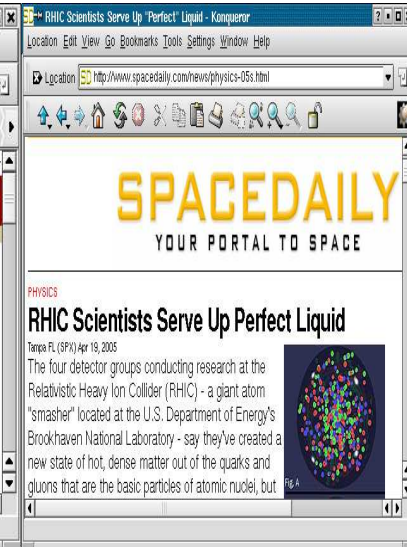 RHIC Scientists Serve Up "Perfect" Liquid - Konqueror
Location Edit View Go Bookmarks Tools Settings Window Help
Location http://www.spacedaily.com/news/physics-05s.html
SPACEDAILY
YOUR PORTAL TO SPACE
PHYSICS
RHIC Scientists Serve Up Perfect Liquid
Tampa FL (SPX) Apr 19, 2005
The four detector groups conducting research at the
Relativistic Heavy Ion Collider (RHIC) - a giant atom
"smasher" located at the U.S. Department of Energy's
Brookhaven National Laboratory - say they've created a
new state of hot, dense matter out of the quarks and
gluons that are the basic particles of atomic nuclei, but
Fig. A